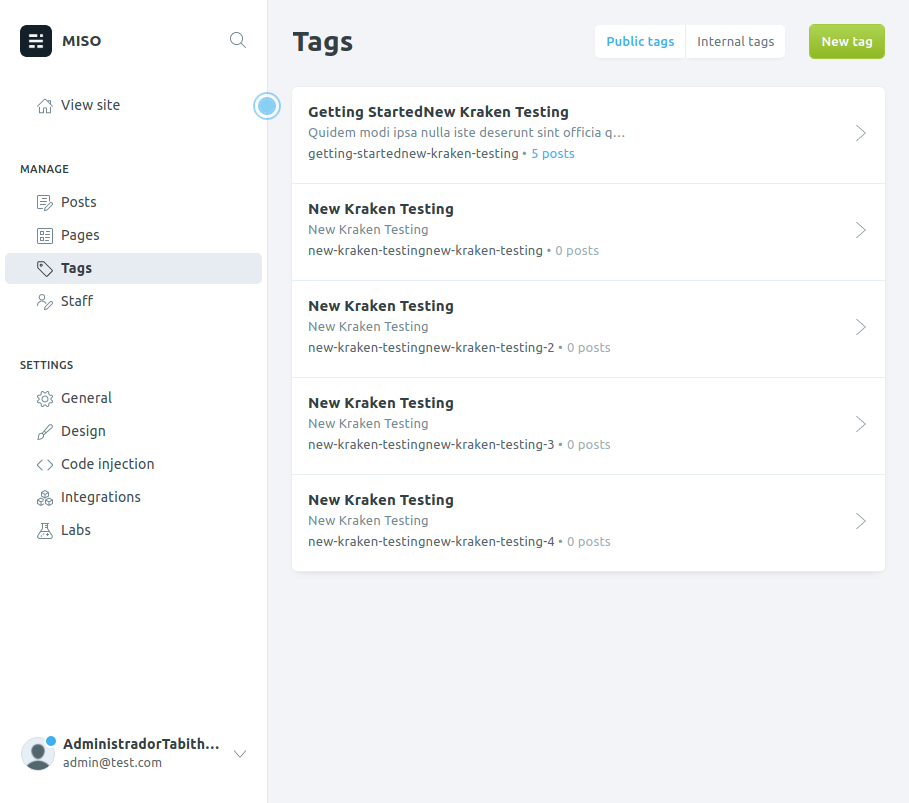 MISO
View site
MANAGE
Posts
Pages
Tags
Staff
SETTINGS
General
Design
Code injection
Integrations
Labs
AdministradorTabith...
admin@test.com
Tags
Public tags
Internal tags
New tag
Getting StartedNew Kraken Testing
Quidem modi ipsa nulla iste deserunt sint officia q...
getting-startednew-kraken-testing • 5 posts
New Kraken Testing
New Kraken Testing
new-kraken-testingnew-kraken-testing • 0 posts
New Kraken Testing
New Kraken Testing
new-kraken-testingnew-kraken-testing-2 • 0 posts
New Kraken Testing
New Kraken Testing
new-kraken-testingnew-kraken-testing-3 • 0 posts
New Kraken Testing
New Kraken Testing
new-kraken-testingnew-kraken-testing-4 • 0 posts